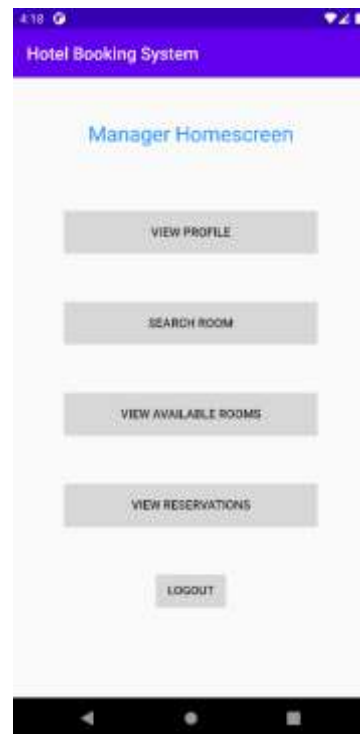 4:18
Hotel Booking System
Manager Homescreen
VIEW PROFILE
SEARCH ROOM
VIEW AVAILABLE ROOMS
VIEW RESERVATIONS
LOGOUT